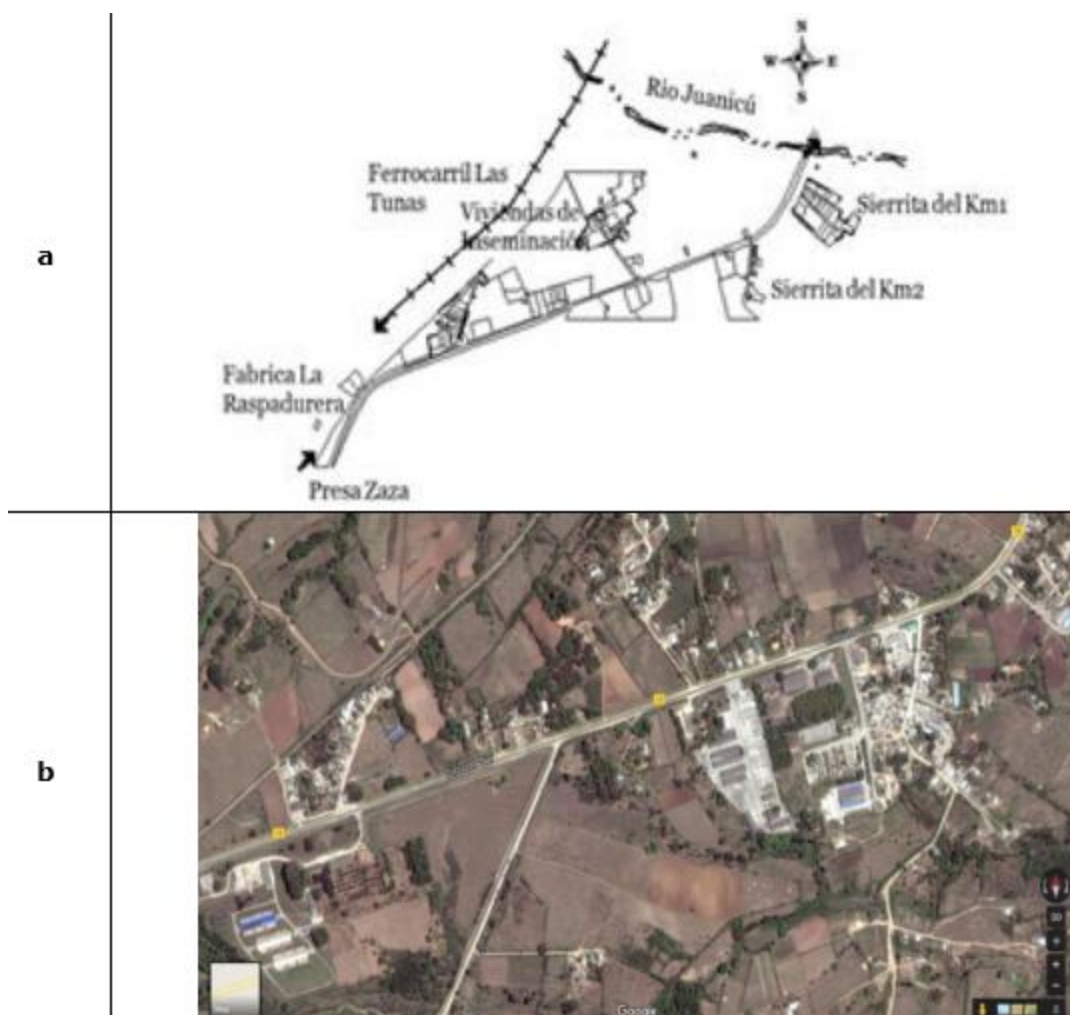 a
N
W E
S
Rio Juanicú
Ferrocarril Las
Tunas
Viviendas de
Inseminación
Sierrita del Km1
Sierrita del Km2
Fabrica La
Raspadurera
Presa Zaza
b
Google